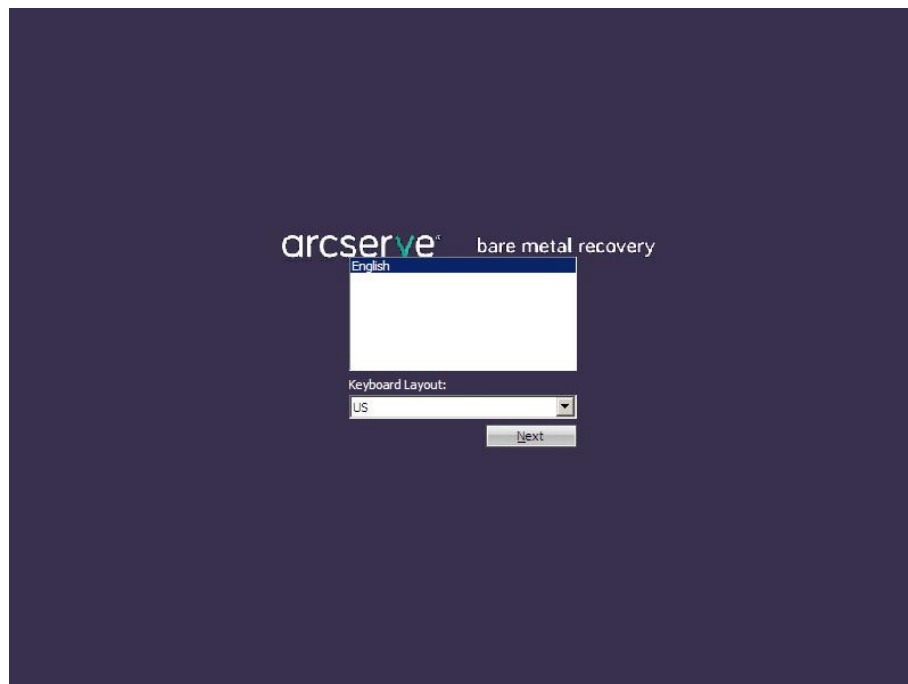 arcserve® bare metal recovery
English
Keyboard Layout:
US
Next